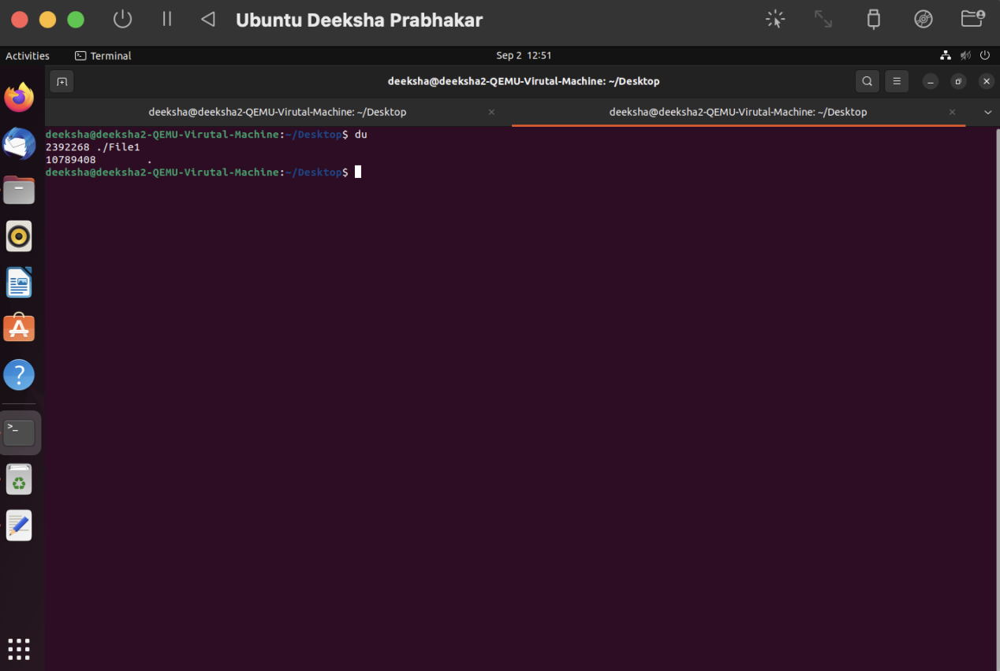 Ubuntu Deeksha Prabhakar
Activities Terminal Sep 2 12:51
deeksha@deeksha2-QEMU-Virutal-Machine: ~/Desktop
deeksha@deeksha2-QEMU-Virutal-Machine: ~/Desktop deeksha@deeksha2-QEMU-Virutal-Machine: ~/Desktop
deeksha@deeksha2-QEMU-Virutal-Machine:~/Desktop$ du
2392268 ./File1
10789408 .
deeksha@deeksha2-QEMU-Virutal-Machine:~/Desktop$